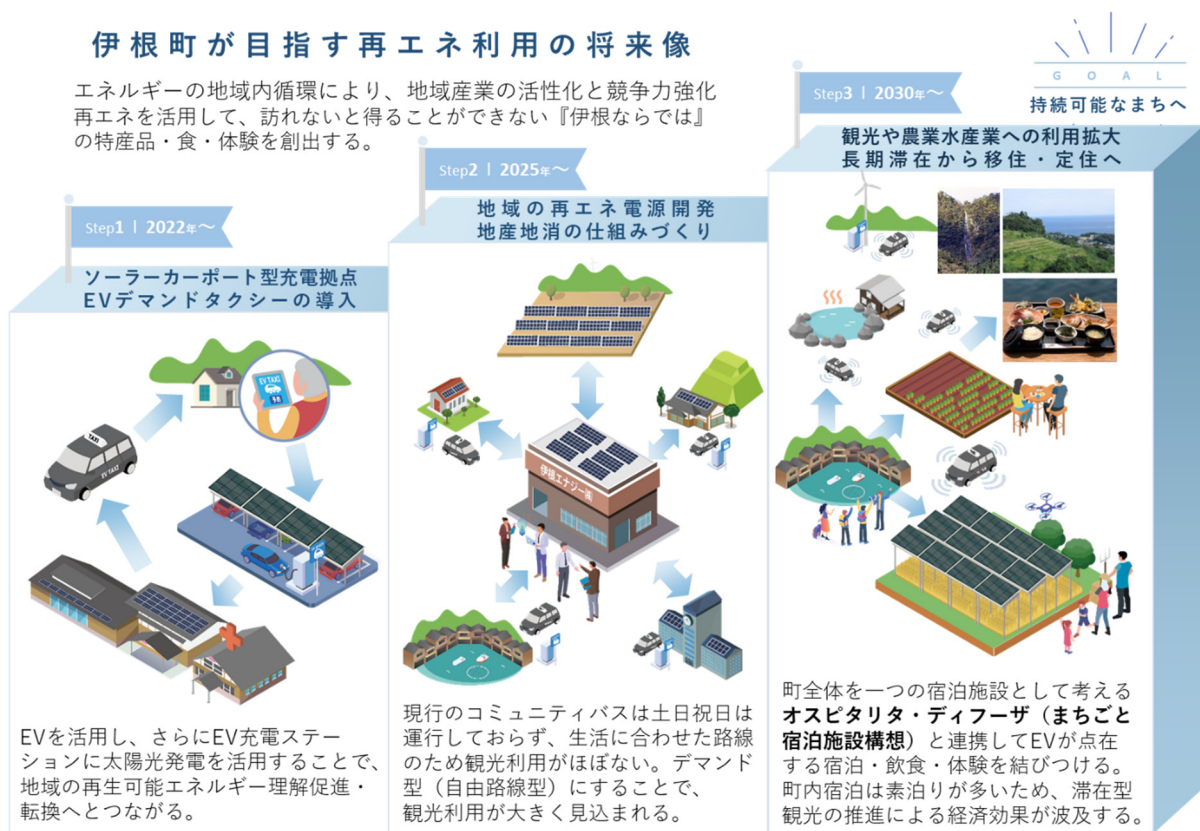 伊根町が目指す再エネ利用の将来像
エネルギーの地域内循環により、地域産業の活性化と競争力強化
再エネを活用して、訪れないと得ることができない『伊根ならでは』
の特産品・食・体験を創出する。
GOAL
持続可能なまちへ
Step1 | 2022年～
ソーラーカーポート型充電拠点
EVデマンドタクシーの導入
EV TAXI
予約
TAXI
EV TAXI
EVを活用し、さらにEV充電ステー
ションに太陽光発電を活用することで、
地域の再生可能エネルギー理解促進・
転換へとつながる。
Step2 | 2025年～
地域の再エネ電源開発
地産地消の仕組みづくり
伊根エナジー㈱
現行のコミュニティバスは土日祝日は
運行しておらず、生活に合わせた路線
のため観光利用がほぼない。デマンド
型（自由路線型）にすることで、
観光利用が大きく見込まれる。
Step3 | 2030年～
観光や農業水産業への利用拡大
長期滞在から移住・定住へ
町全体を一つの宿泊施設として考える
オスピタリタ・ディフーザ（まちごと
宿泊施設構想）と連携してEVが点在
する宿泊・飲食・体験を結びつける。
町内宿泊は素泊りが多いため、滞在型
観光の推進による経済効果が波及する。